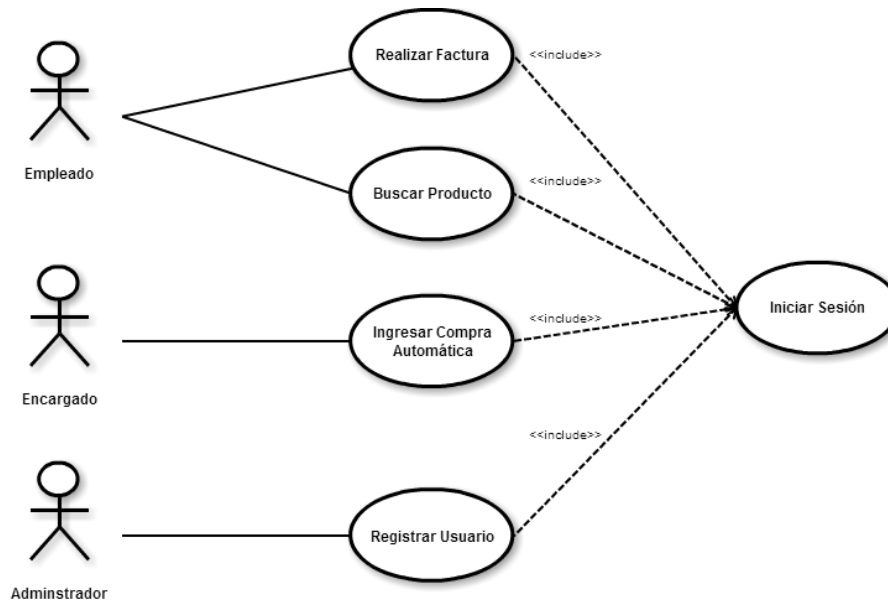 Realizar Factura
<<include>>
Empleado
Buscar Producto
<<include>>
Iniciar Sesión
Ingresar Compra
Automática
<<include>>
Encargado
<<include>>
Registrar Usuario
Adminstrador